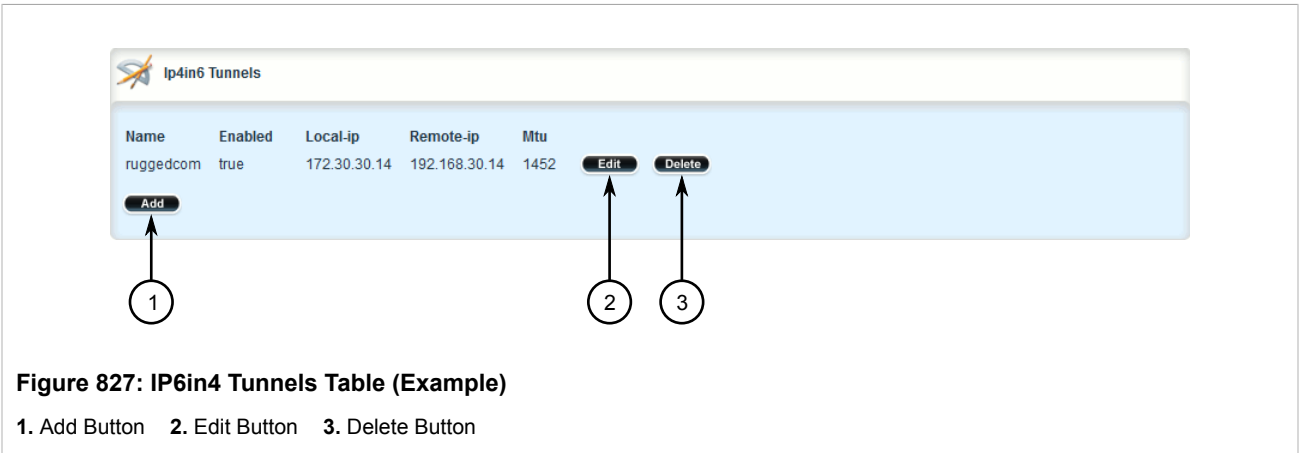 Ip4in6 Tunnels
Name Enabled Local-ip Remote-ip Mtu
ruggedcom true 172.30.30.14 192.168.30.14 1452 Edit Delete
Add
1 2 3
Figure 827: IP6in4 Tunnels Table (Example)
1. Add Button 2. Edit Button 3. Delete Button